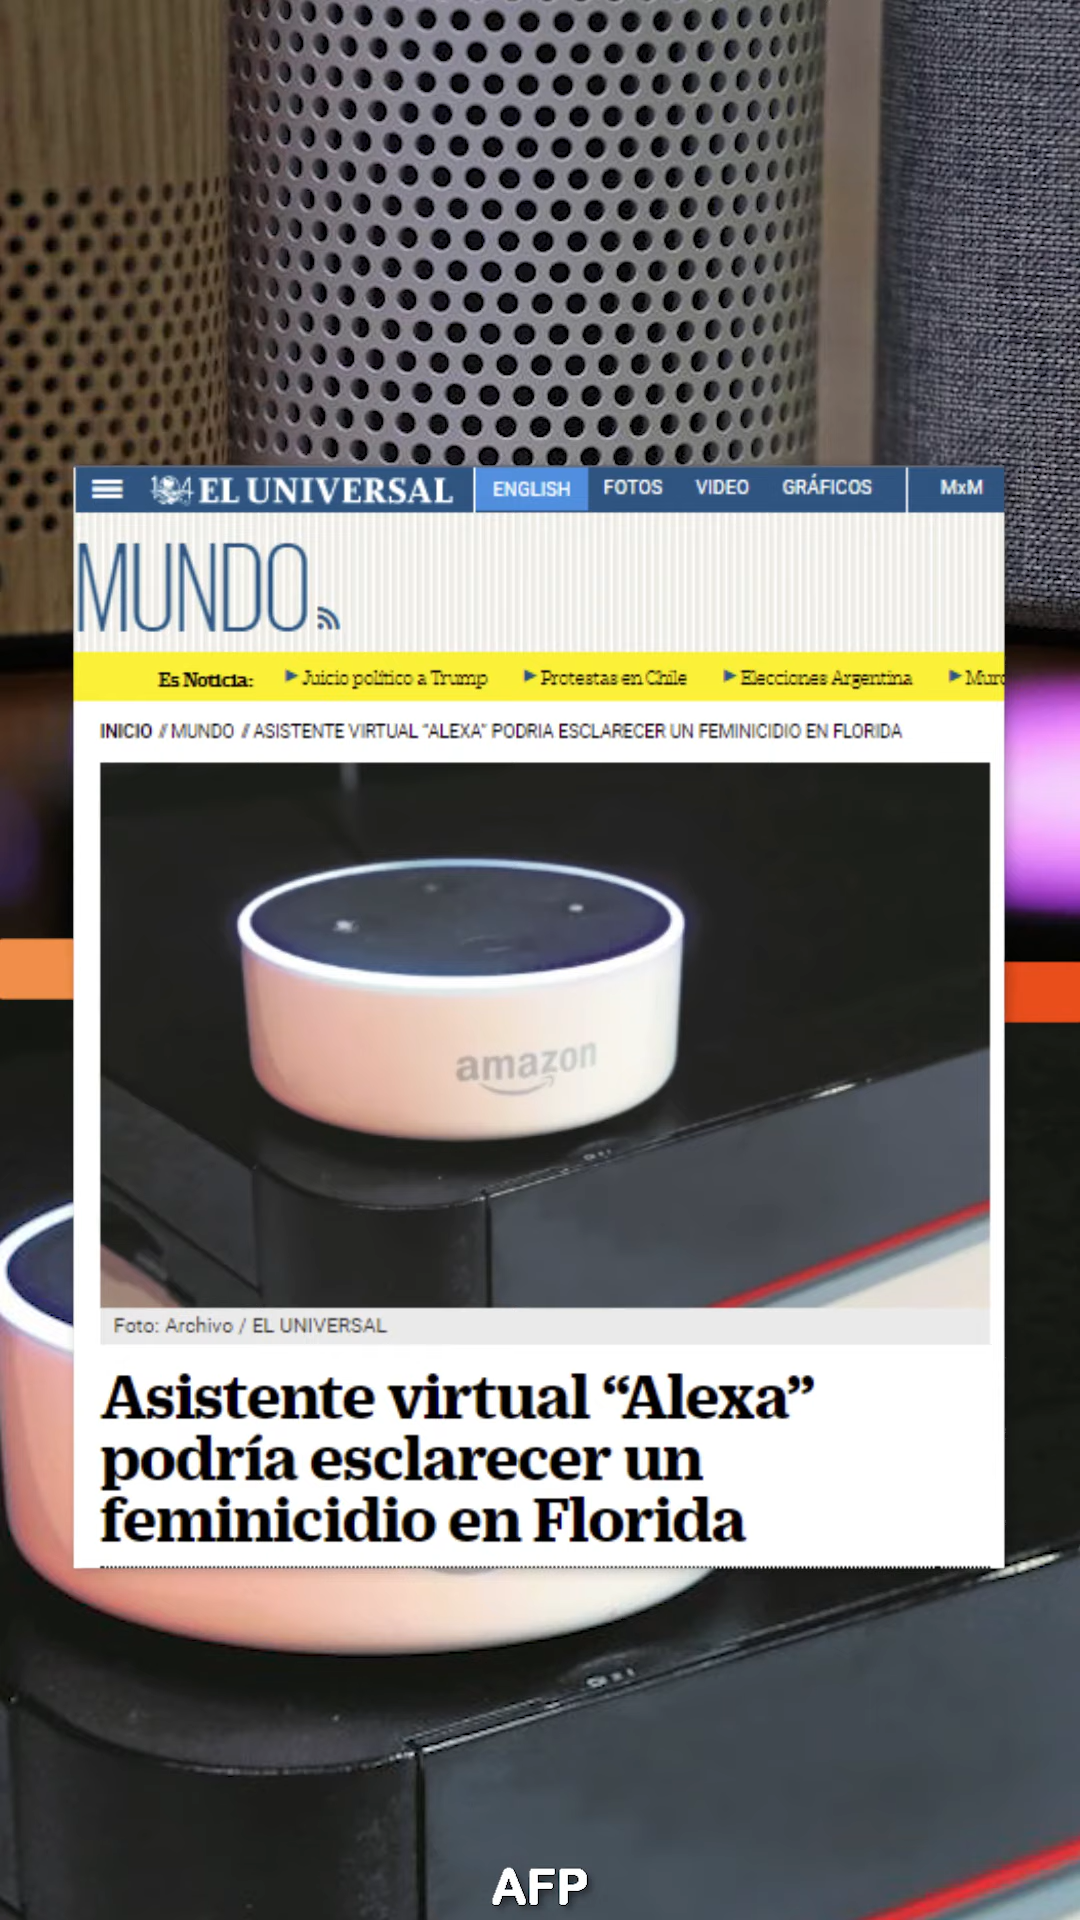 EL UNIVERSAL ENGLISH FOTOS VIDEO GRÁFICOS MxM
MUNDO
Es Noticia: Juicio político a Trump Protestas en Chile Elecciones Argentina
INICIO // MUNDO // ASISTENTE VIRTUAL “ALEXA” PODRIA ESCLARECER UN FEMINICIDIO EN FLORIDA
amazon
Foto: Archivo / EL UNIVERSAL
Asistente virtual “Alexa”
podría esclarecer un
feminicidio en Florida
AFP